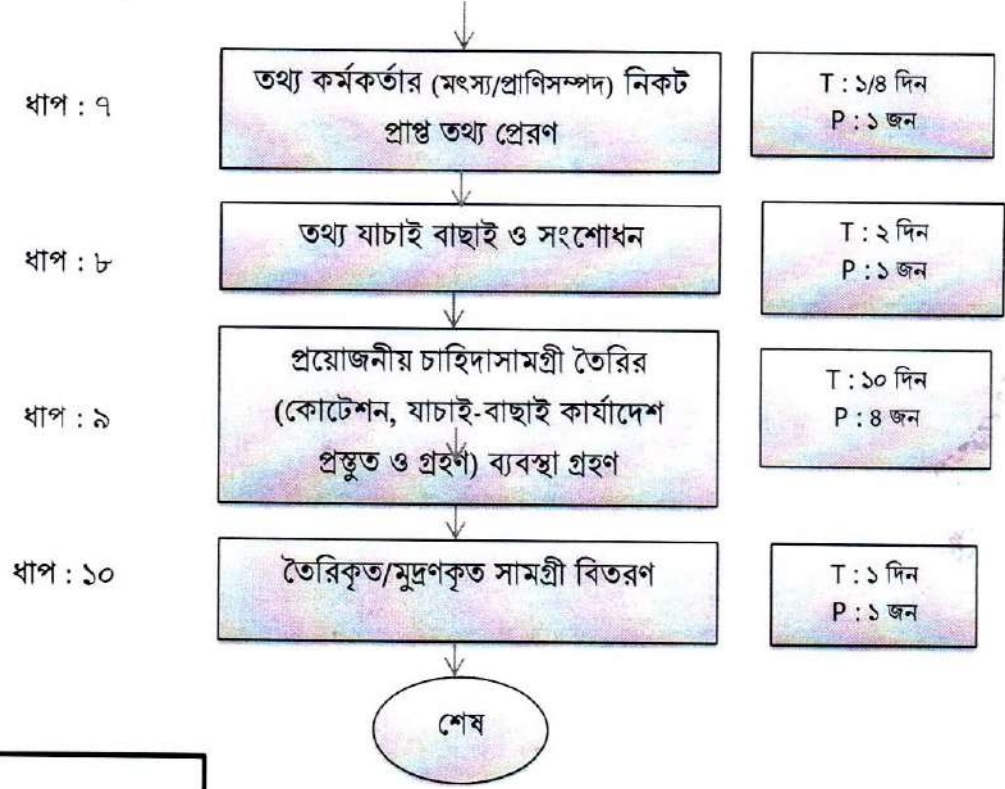 ধাপ : ৭
তথ্য কর্মকর্তার (মৎস্য/প্রাণিসম্পদ) নিকট
প্রাপ্ত তথ্য প্রেরণ
T : ১/৪ দিন
P : ১ জন
ধাপ : ৮
তথ্য যাচাই বাছাই ও সংশোধন
T : ২ দিন
P : ১ জন
ধাপ : ৯
প্রয়োজনীয় চাহিদাসামগ্রী তৈরির
(কোটেশন, যাচাই-বাছাই কার্যাদেশ
প্রস্তুত ও গ্রহণ) ব্যবস্থা গ্রহণ
T : ১০ দিন
P : ৪ জন
ধাপ : ১০
তৈরিকৃত/মুদ্রণকৃত সামগ্রী বিতরণ
T : ১ দিন
P : ১ জন
শেষ